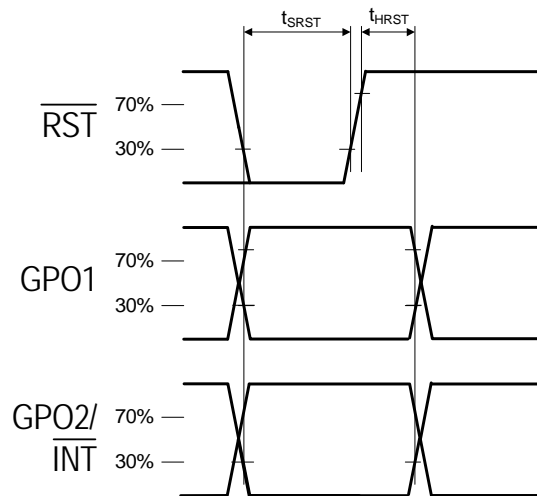 tSRST
tHRST
RST
70%
30%
GPO1
70%
30%
GPO2/
INT
70%
30%